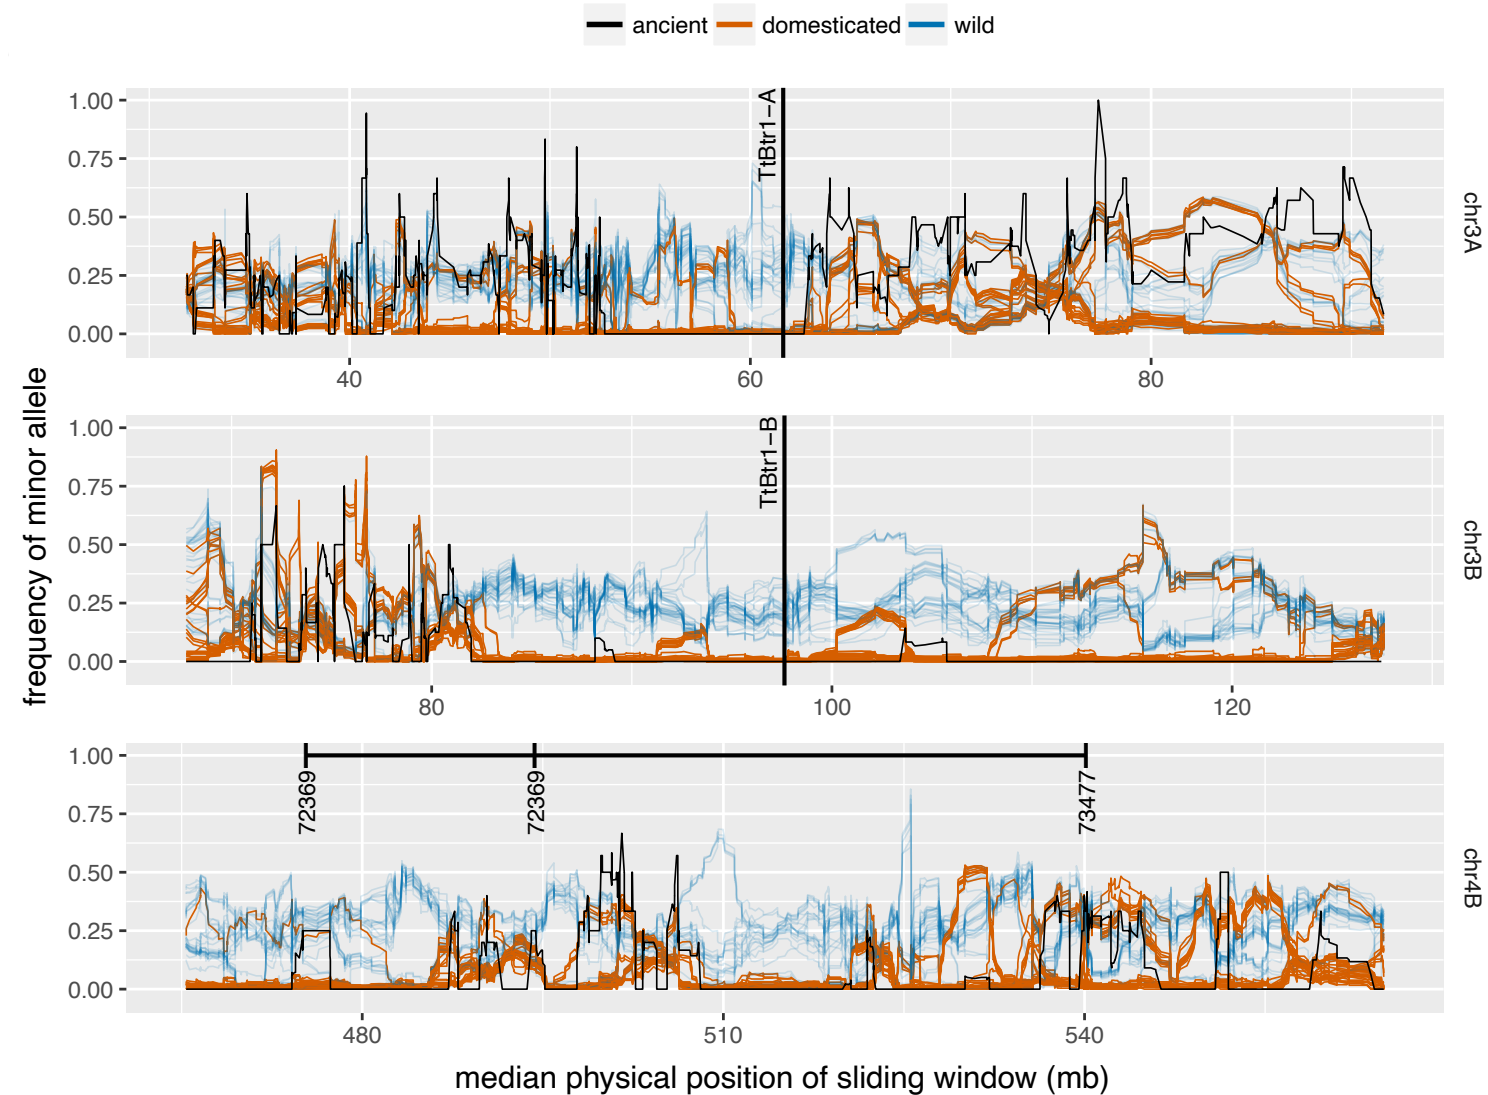 ancient domesticated wild
frequency of minor allele
1.00
0.75
0.50
0.25
0.00
TtBtr1−A
chr3A
40 60 80
1.00
0.75
0.50
0.25
0.00
TtBtr1−B
chr3B
80 100 120
1.00
0.75
0.50
0.25
0.00
72369
72369
73477
chr4B
480 510 540
median physical position of sliding window (mb)